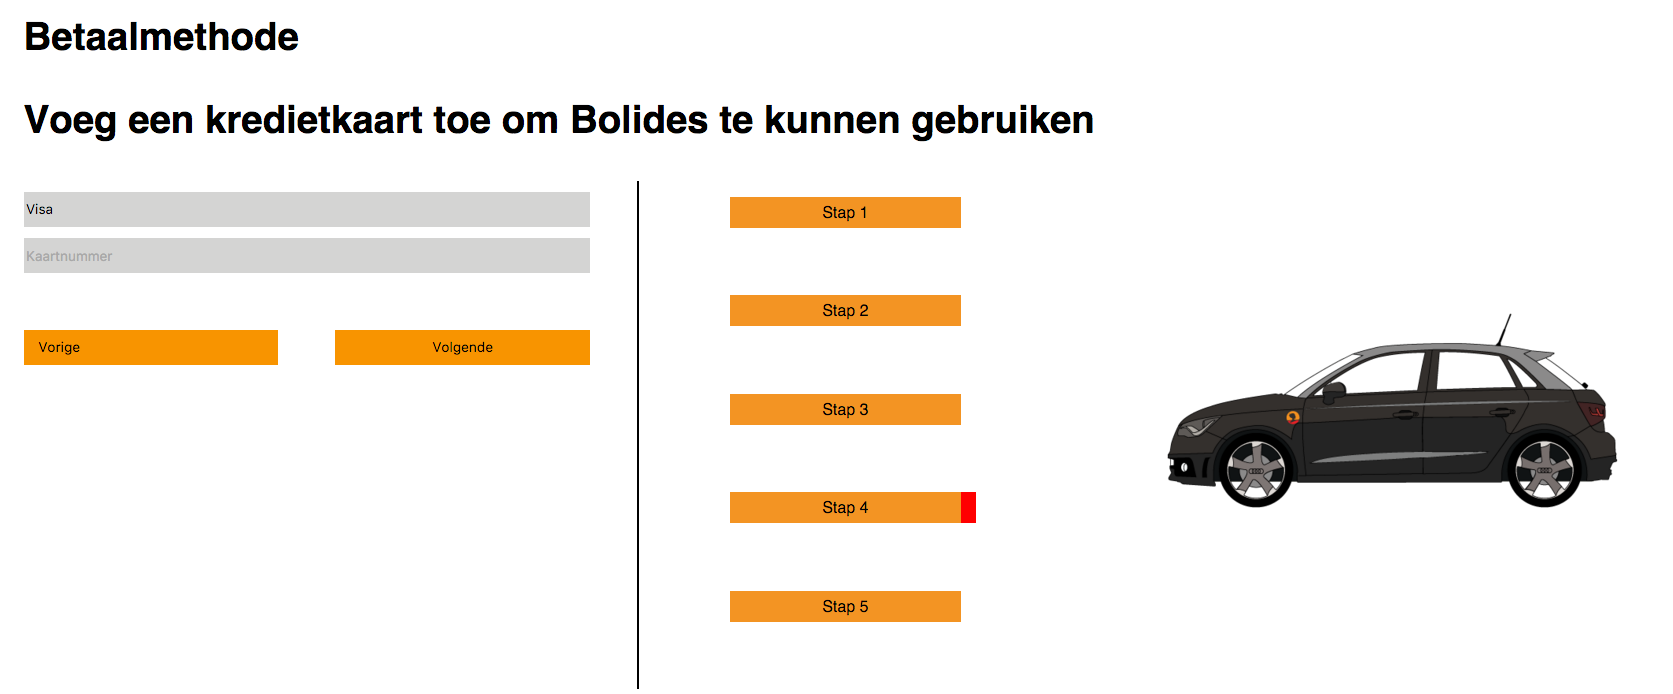 Betaalmethode
Voeg een kredietkaart toe om Bolides te kunnen gebruiken
Visa
Kaartnummer
Vorige
Volgende
Stap 1
Stap 2
Stap 3
Stap 4
Stap 5